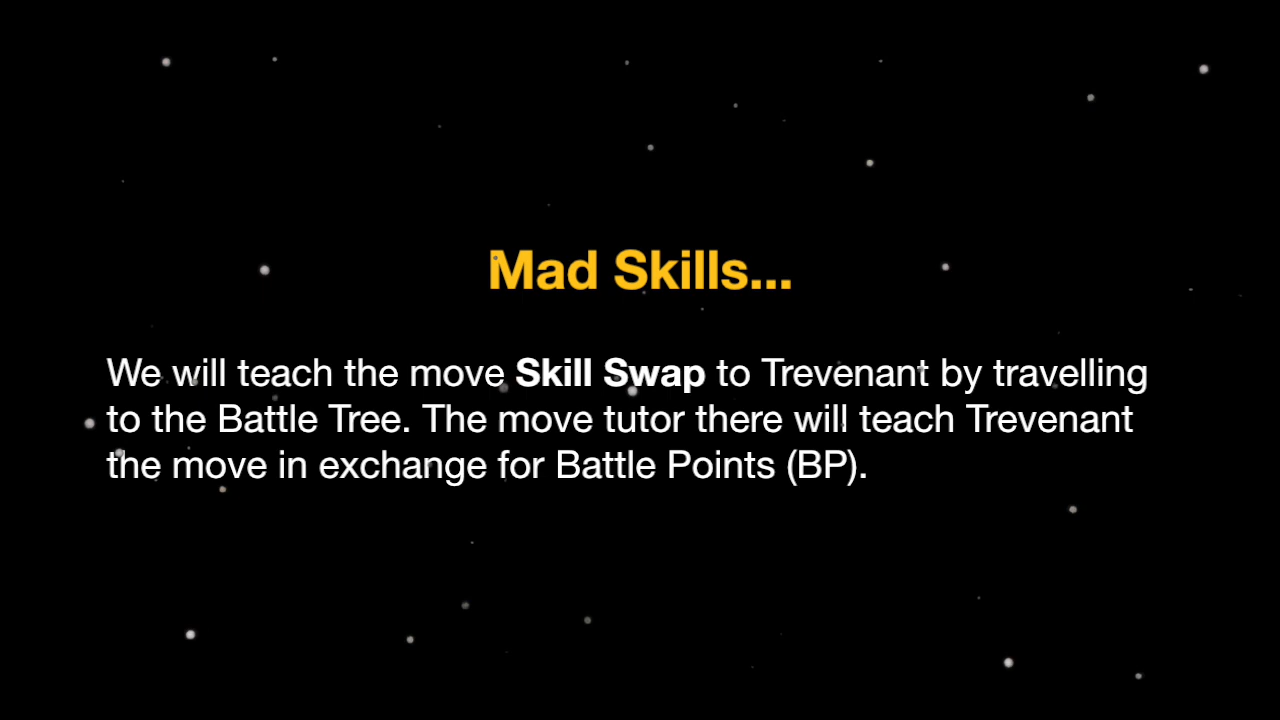 Mad Skills...
We will teach the move Skill Swap to Trevenant by travelling
to the Battle Tree. The move tutor there will teach Trevenant
the move in exchange for Battle Points (BP).